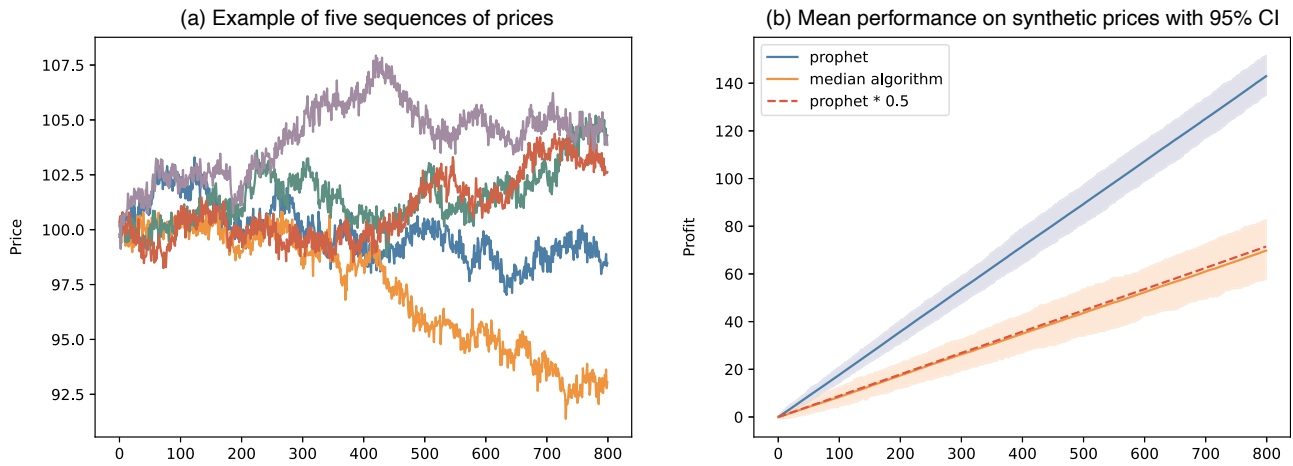 (a) Example of five sequences of prices
107.5
105.0
102.5
100.0
97.5
95.0
92.5
Price
0 100 200 300 400 500 600 700 800
(b) Mean performance on synthetic prices with 95% CI
prophet
median algorithm
prophet * 0.5
140
120
100
80
60
40
20
0
Profit
0 100 200 300 400 500 600 700 800